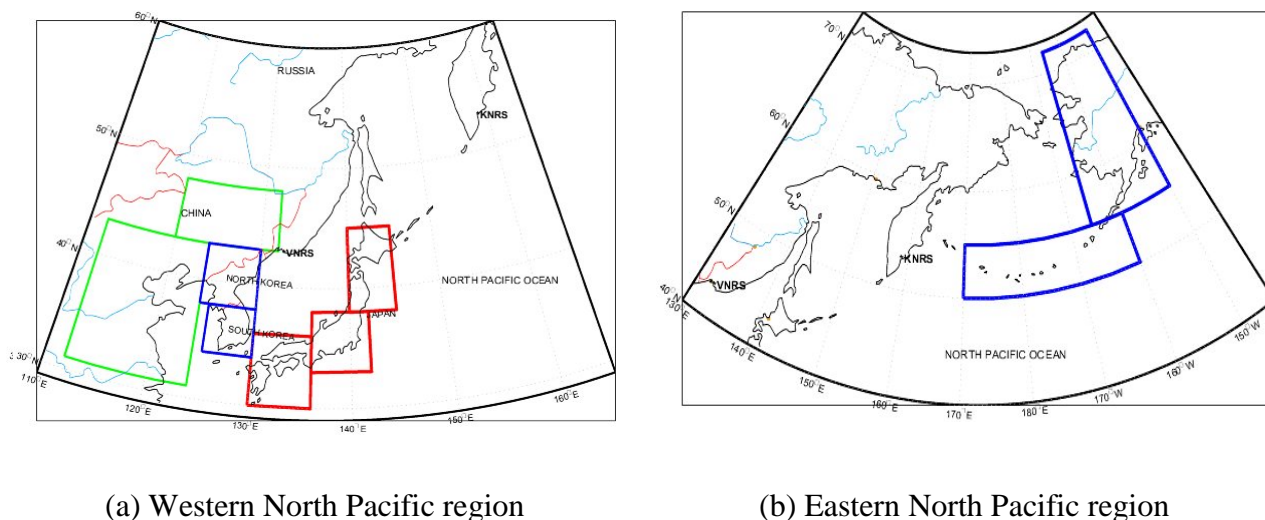 60°N
RUSSIA
KNRS
50°N
CHINA
40°N
VNRS
NORTH KOREA
NORTH PACIFIC OCEAN
JAPAN
SOUTH KOREA
30°N
110°E
120°E
130°E
140°E
150°E
160°E
(a) Western North Pacific region
70°N
60°N
50°N
KNRS
40°N
VNRS
130°E
140°E
NORTH PACIFIC OCEAN
150°W
150°E
160°W
160°E
170°W
170°E
180°E
(b) Eastern North Pacific region